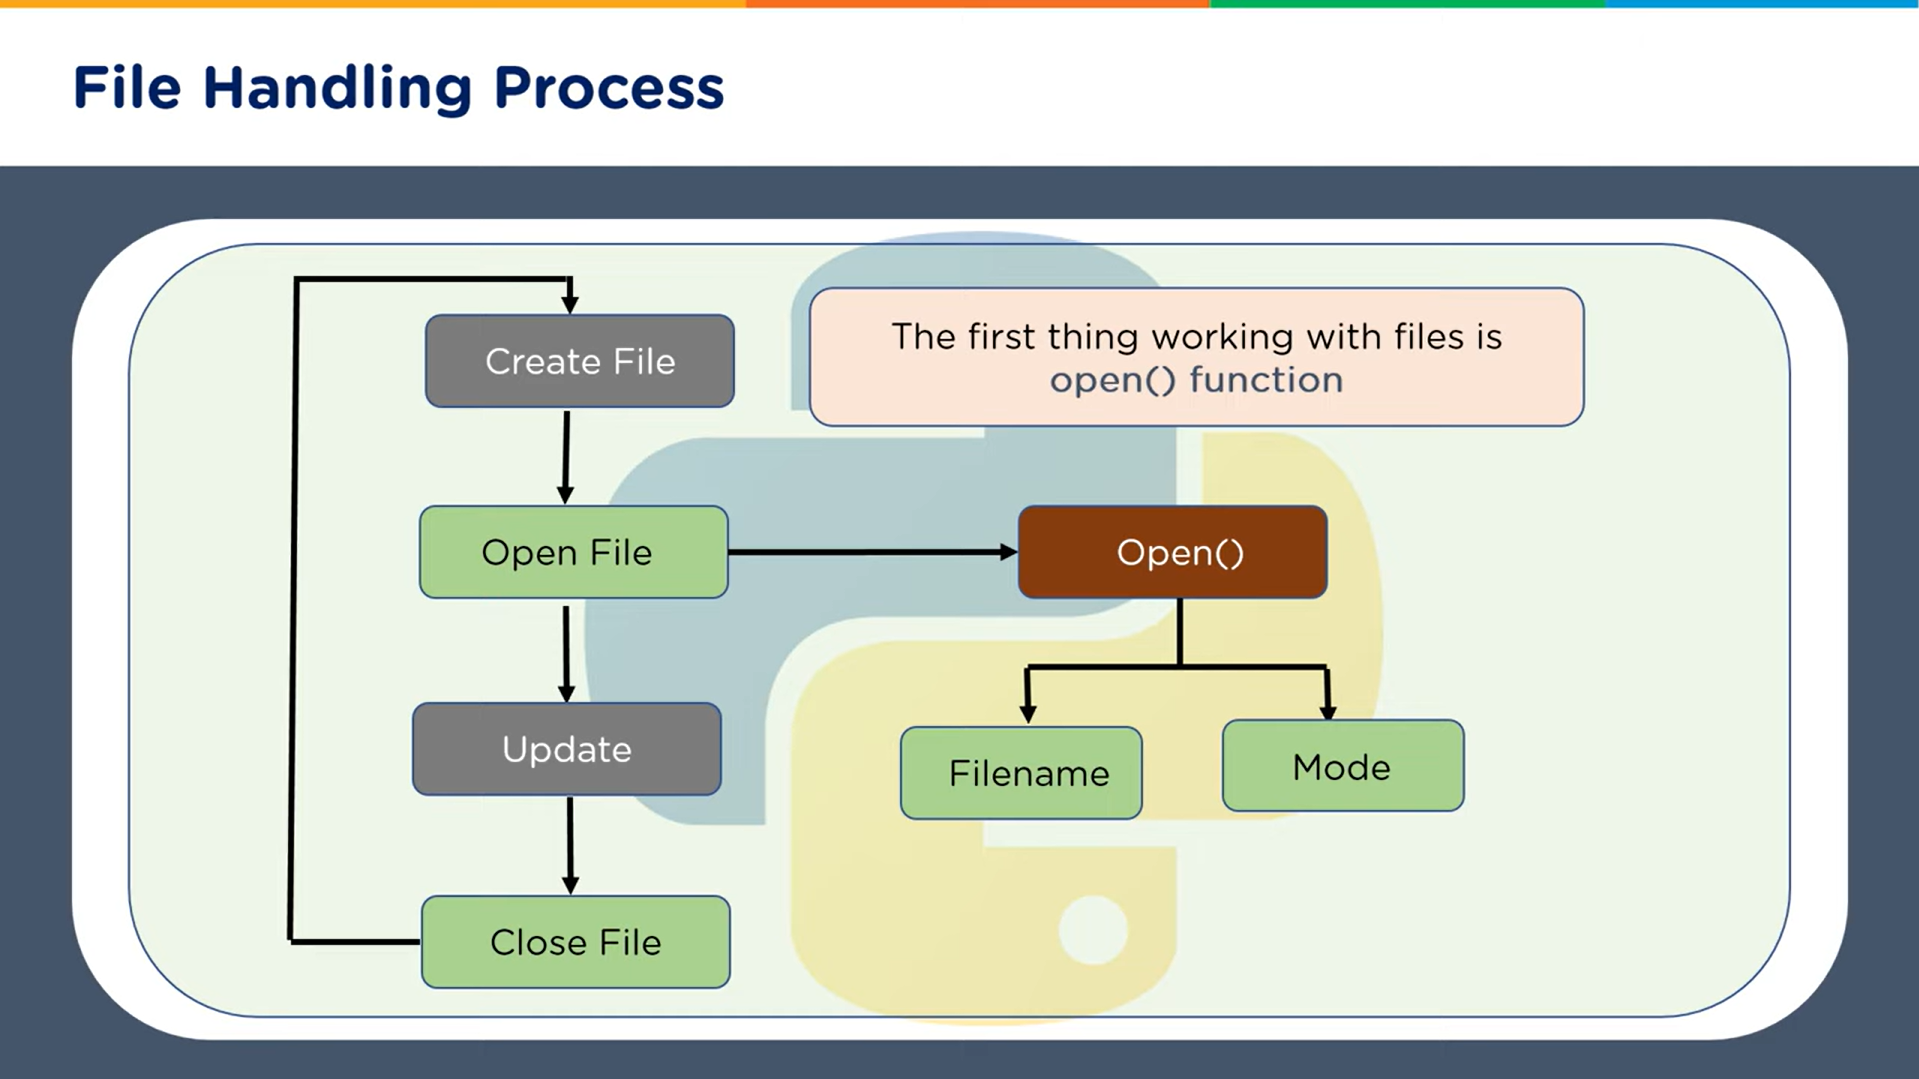 File Handling Process
Create File
The first thing working with files is
open() function
Open File
Open()
Update
Filename
Mode
Close File